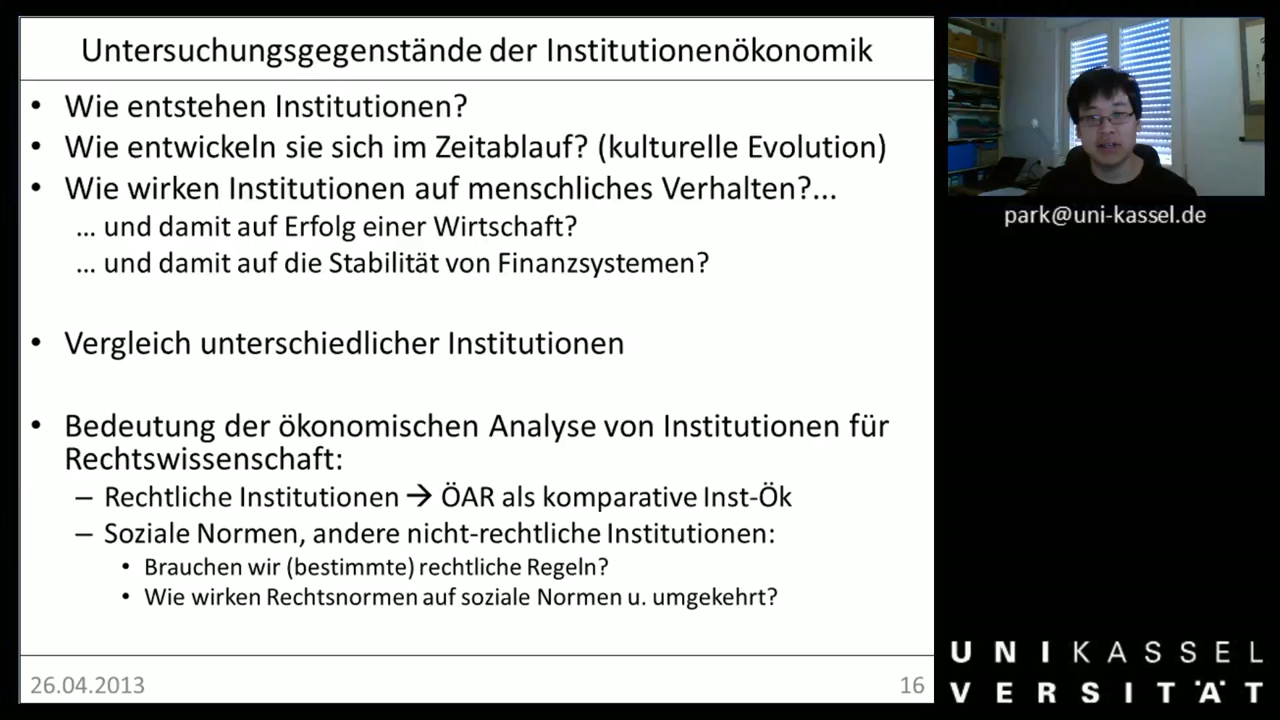 Untersuchungsgegenstände der Institutionenökonomik
• Wie entstehen Institutionen?
• Wie entwickeln sie sich im Zeitablauf? (kulturelle Evolution)
• Wie wirken Institutionen auf menschliches Verhalten?...
... und damit auf Erfolg einer Wirtschaft?
... und damit auf die Stabilität von Finanzsystemen?
• Vergleich unterschiedlicher Institutionen
• Bedeutung der ökonomischen Analyse von Institutionen für
Rechtswissenschaft:
– Rechtliche Institutionen → ÖAR als komparative Inst-Ök
– Soziale Normen, andere nicht-rechtliche Institutionen:
• Brauchen wir (bestimmte) rechtliche Regeln?
• Wie wirken Rechtsnormen auf soziale Normen u. umgekehrt?
26.04.2013
16
park@uni-kassel.de
UNIKASSEL
VERSITÄT